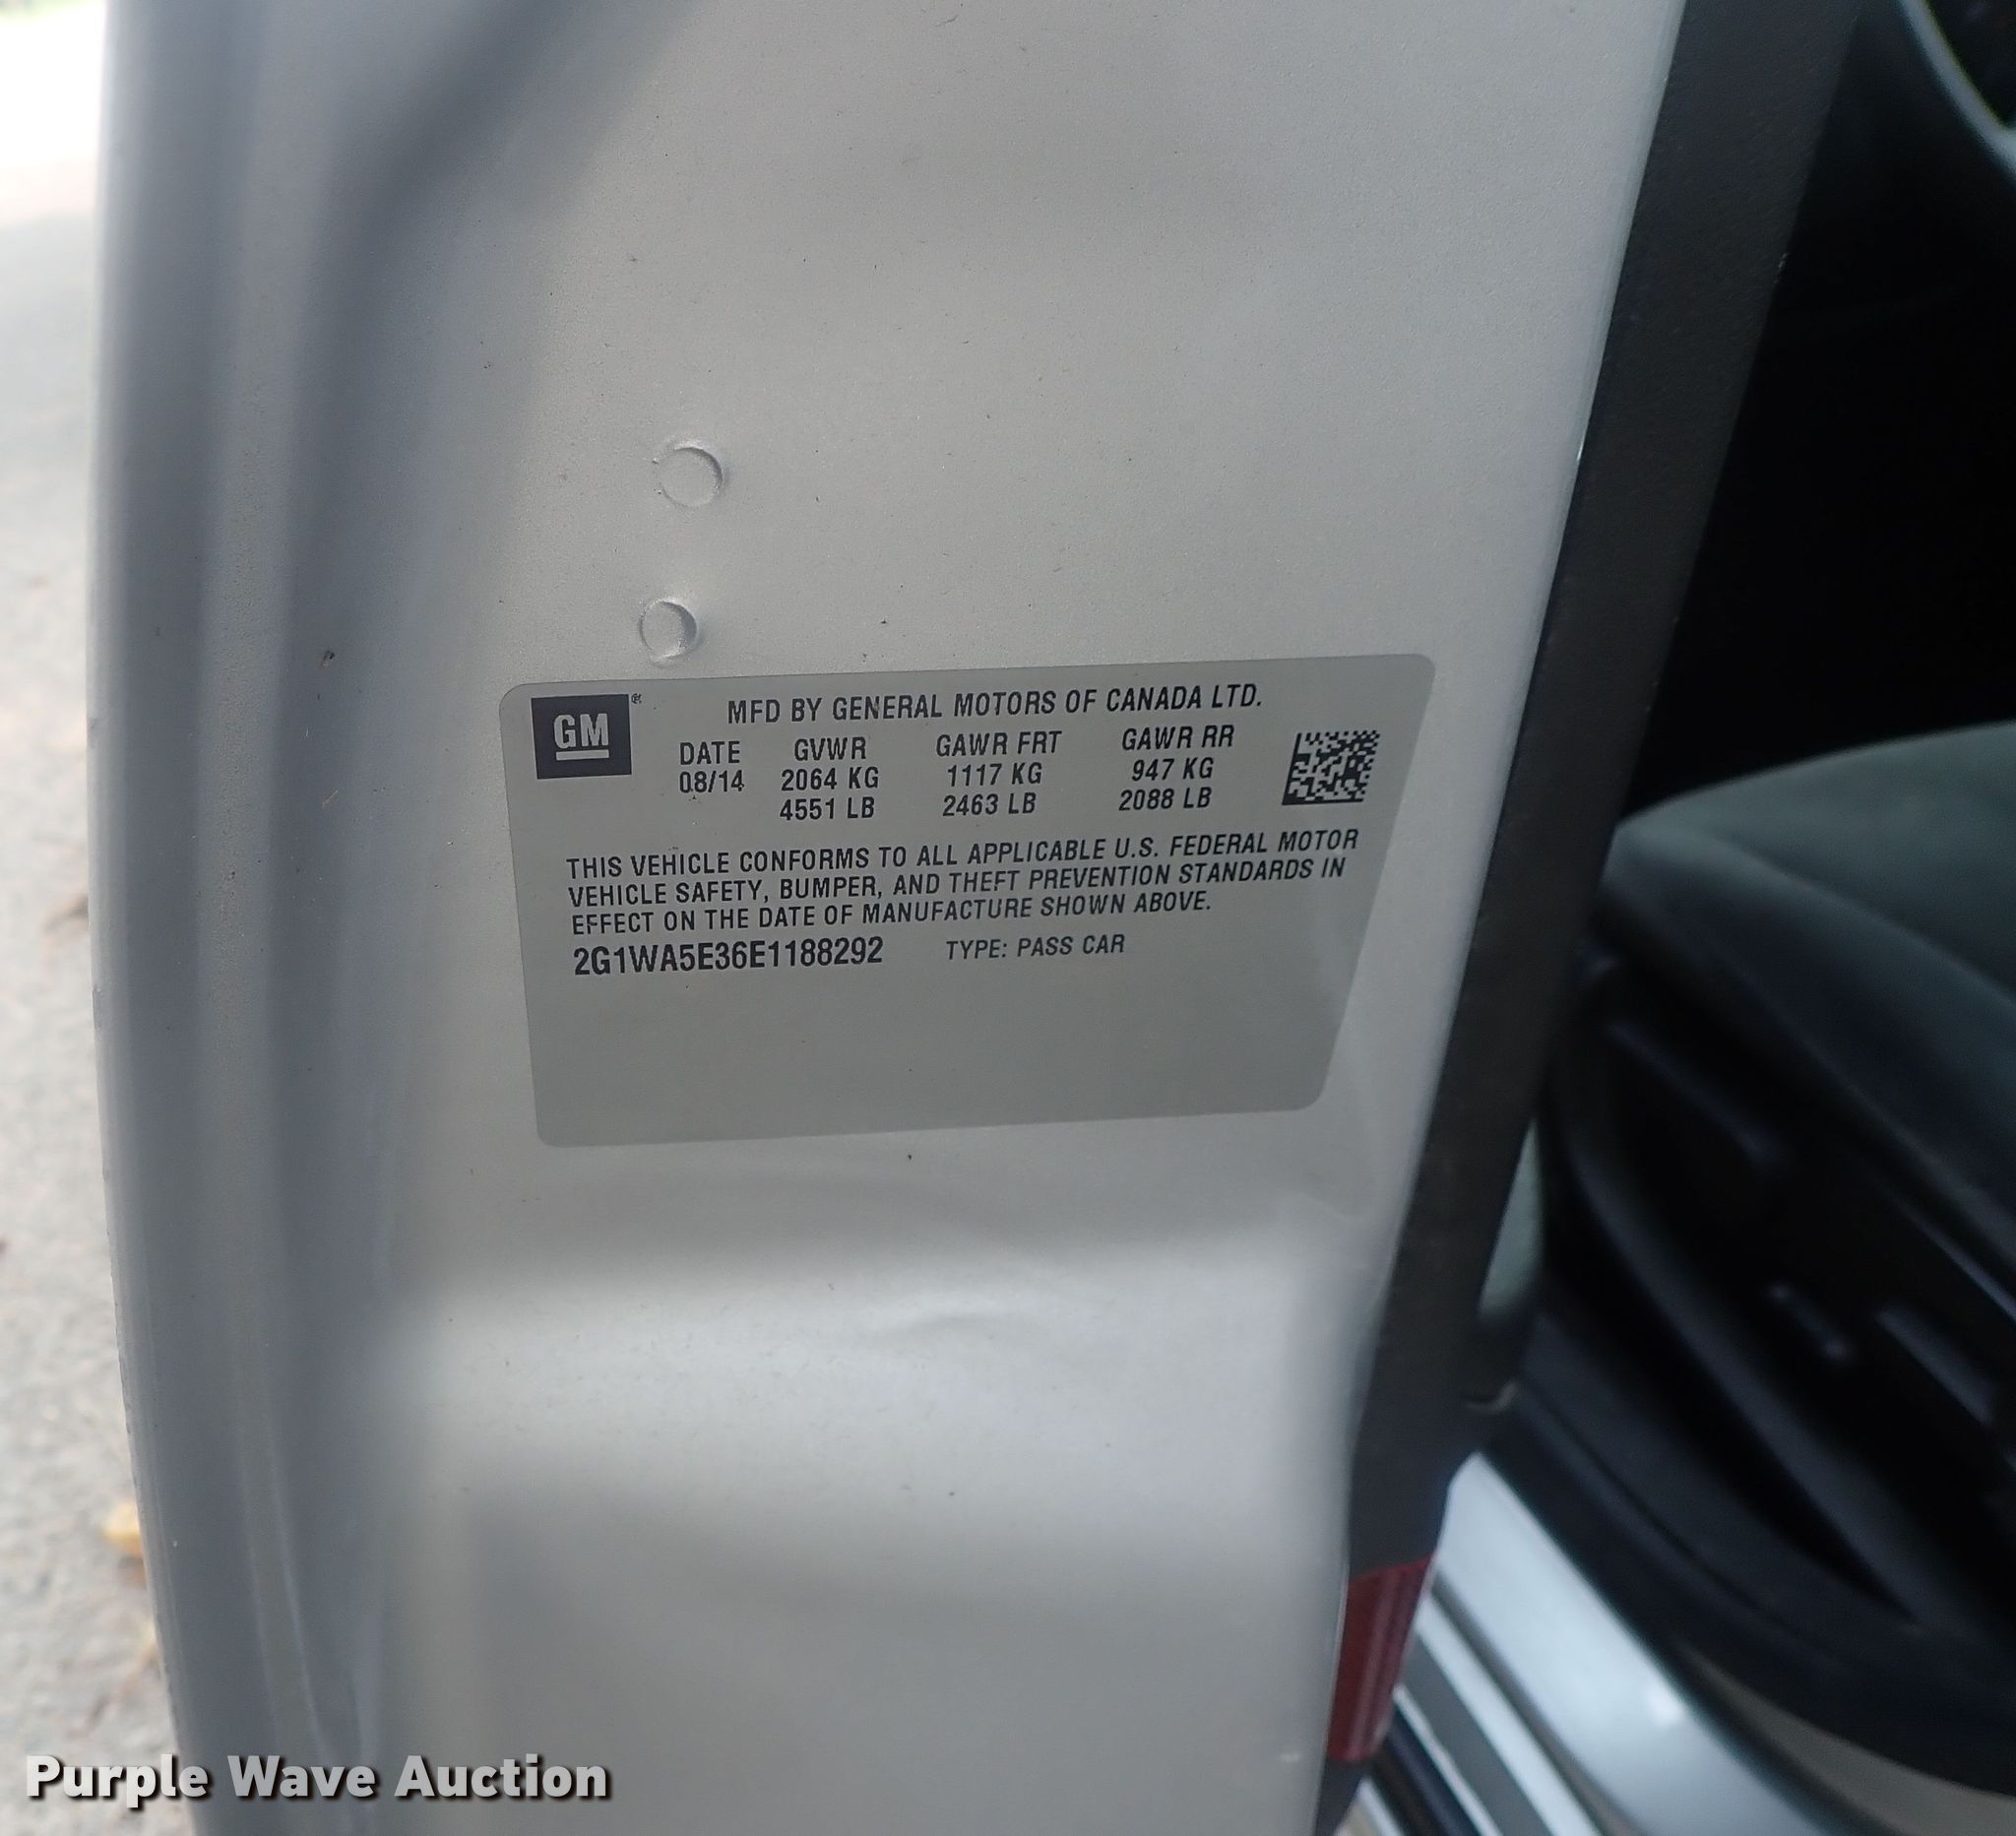 GM
MFD BY GENERAL MOTORS OF CANADA LTD.
DATE GVWR GAWR FRT GAWR RR
08/14 2064 KG 1117 KG 947 KG
4551 LB 2463 LB 2088 LB
THIS VEHICLE CONFORMS TO ALL APPLICABLE U.S. FEDERAL MOTOR
VEHICLE SAFETY, BUMPER, AND THEFT PREVENTION STANDARDS IN
EFFECT ON THE DATE OF MANUFACTURE SHOWN ABOVE.
2G1WA5E36E1188292 TYPE: PASS CAR
Purple Wave Auction